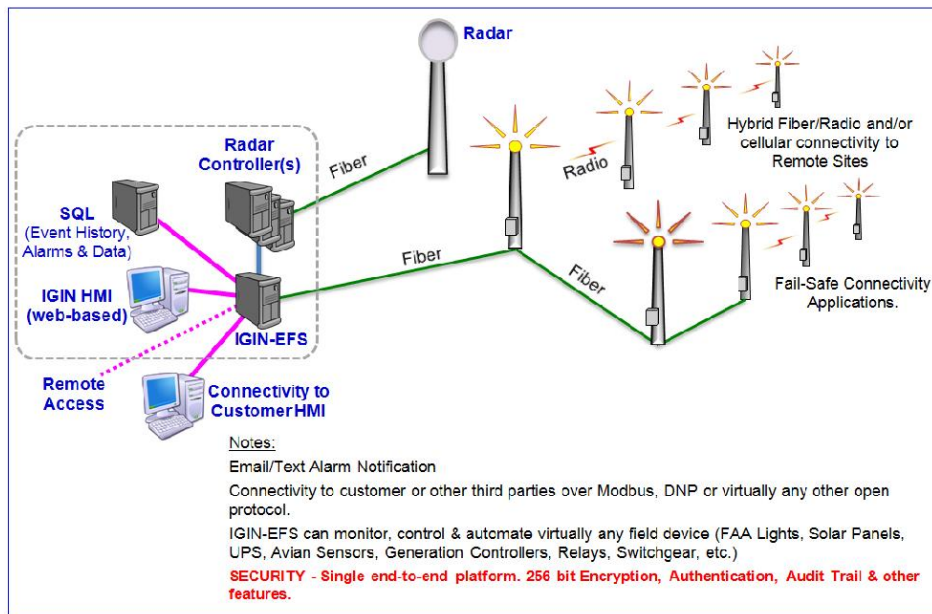 Radar
Radar
Controller(s)
Fiber
Radio
Hybrid Fiber/Radio and/or
cellular connectivity to
Remote Sites
SQL
(Event History,
Alarms & Data)
Fiber
Fiber
Fail-Safe Connectivity
Applications.
IGIN HMI
(web-based)
IGIN-EFS
Remote
Access
Connectivity to
Customer HMI
Notes:
Email/Text Alarm Notification
Connectivity to customer or other third parties over Modbus, DNP or virtually any other open
protocol.
IGIN-EFS can monitor, control & automate virtually any field device (FAA Lights, Solar Panels,
UPS, Avian Sensors, Generation Controllers, Relays, Switchgear, etc.)
SECURITY - Single end-to-end platform. 256 bit Encryption, Authentication, Audit Trail & other
features.